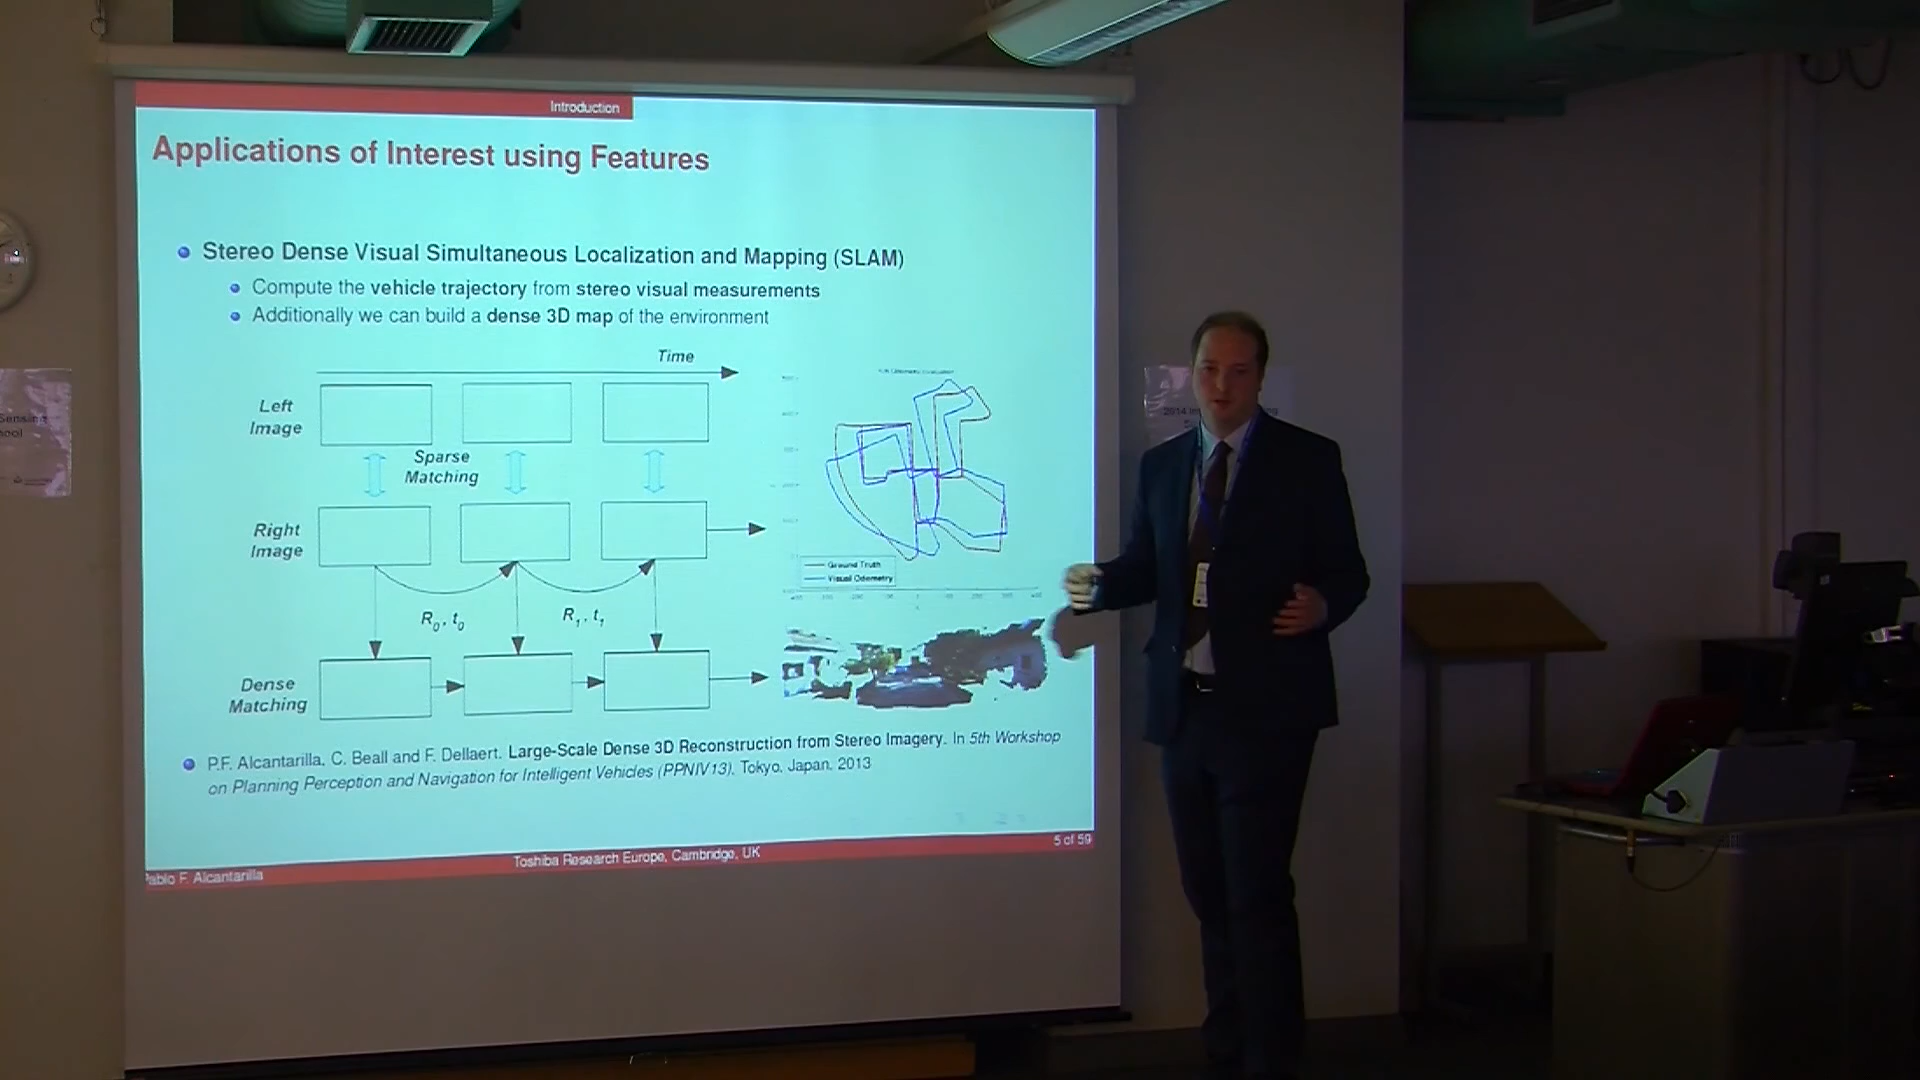 Introduction
Applications of Interest using Features
Stereo Dense Visual Simultaneous Localization and Mapping (SLAM)
Compute the vehicle trajectory from stereo visual measurements
Additionally we can build a dense 3D map of the environment
Time
Left
Image
Sparse
Matching
Right
Image
R0, t0
R1, t1
Dense
Matching
Ground Truth
Visual Odometry
P.F. Alcantarilla, C. Beall and F. Dellaert. Large-Scale Dense 3D Reconstruction from Stereo Imagery. In 5th Workshop
on Planning Perception and Navigation for Intelligent Vehicles (PPNIV13), Tokyo, Japan, 2013
Pablo F. Alcantarilla
Toshiba Research Europe, Cambridge, UK
5 of 59
Sensing
2014